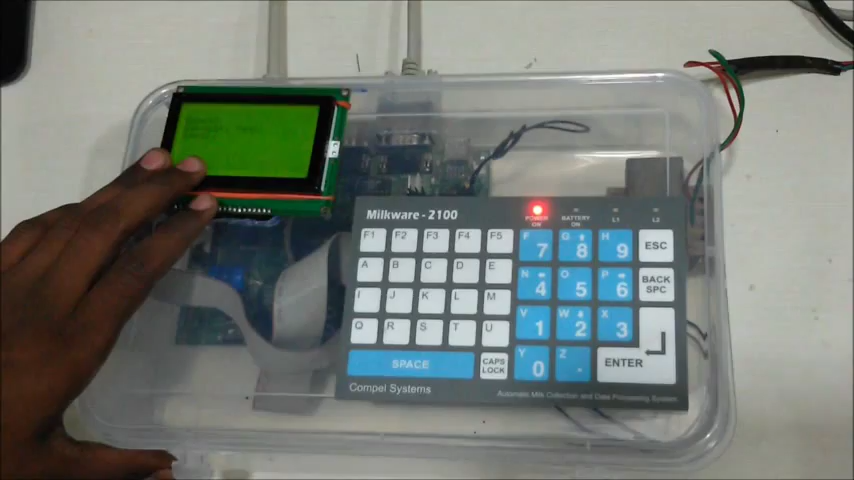 Milkware - 2100
POWER ON
BATTERY ON
L1
L2
F1 F2 F3 F4 F5 F 7 G 8 H 9 ESC
A B C D E N 4 O 5 P 6 BACK SPC
I J K L M V 1 W 2 X 3
Q R S T U Y 0 Z . ENTER
SPACE CAPS LOCK
Compel Systems
Automatic Milk Collection and Data Processing System